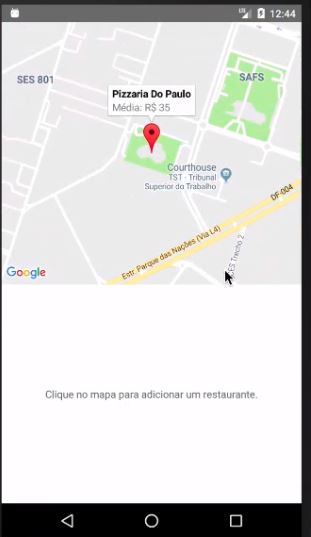 12:44
SES 801
SAFS
Pizzaria Do Paulo
Média: R$ 35
Courthouse
TST - Tribunal
Superior do Trabalho
DF-004
Estr. Parque das Nações (Via L4)
SES Trecho 2
Google
Clique no mapa para adicionar um restaurante.